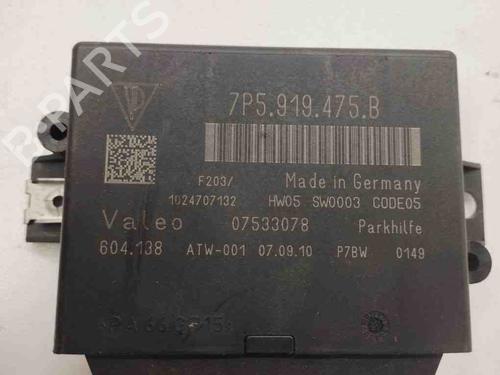 B-PARTS
7P5.919.475.B
F203/ Made in Germany
1024707132 HW05 SW0003 CODE05
Valeo 07533078 Parkhilfe
604.138 ATW-001 07.09.10 P7BW 0149